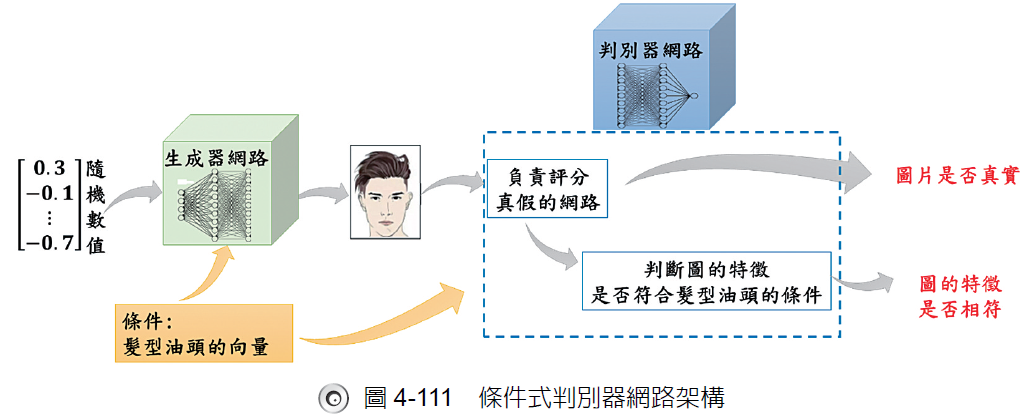 判別器網路
生成器網路
0.3
−0.1
⋮
−0.7
隨
機
數
值
負責評分
真假的網路
圖片是否真實
判斷圖的特徵
是否符合髮型油頭的條件
圖的特徵
是否相符
條件：
髮型油頭的向量
圖 4-111 條件式判別器網路架構